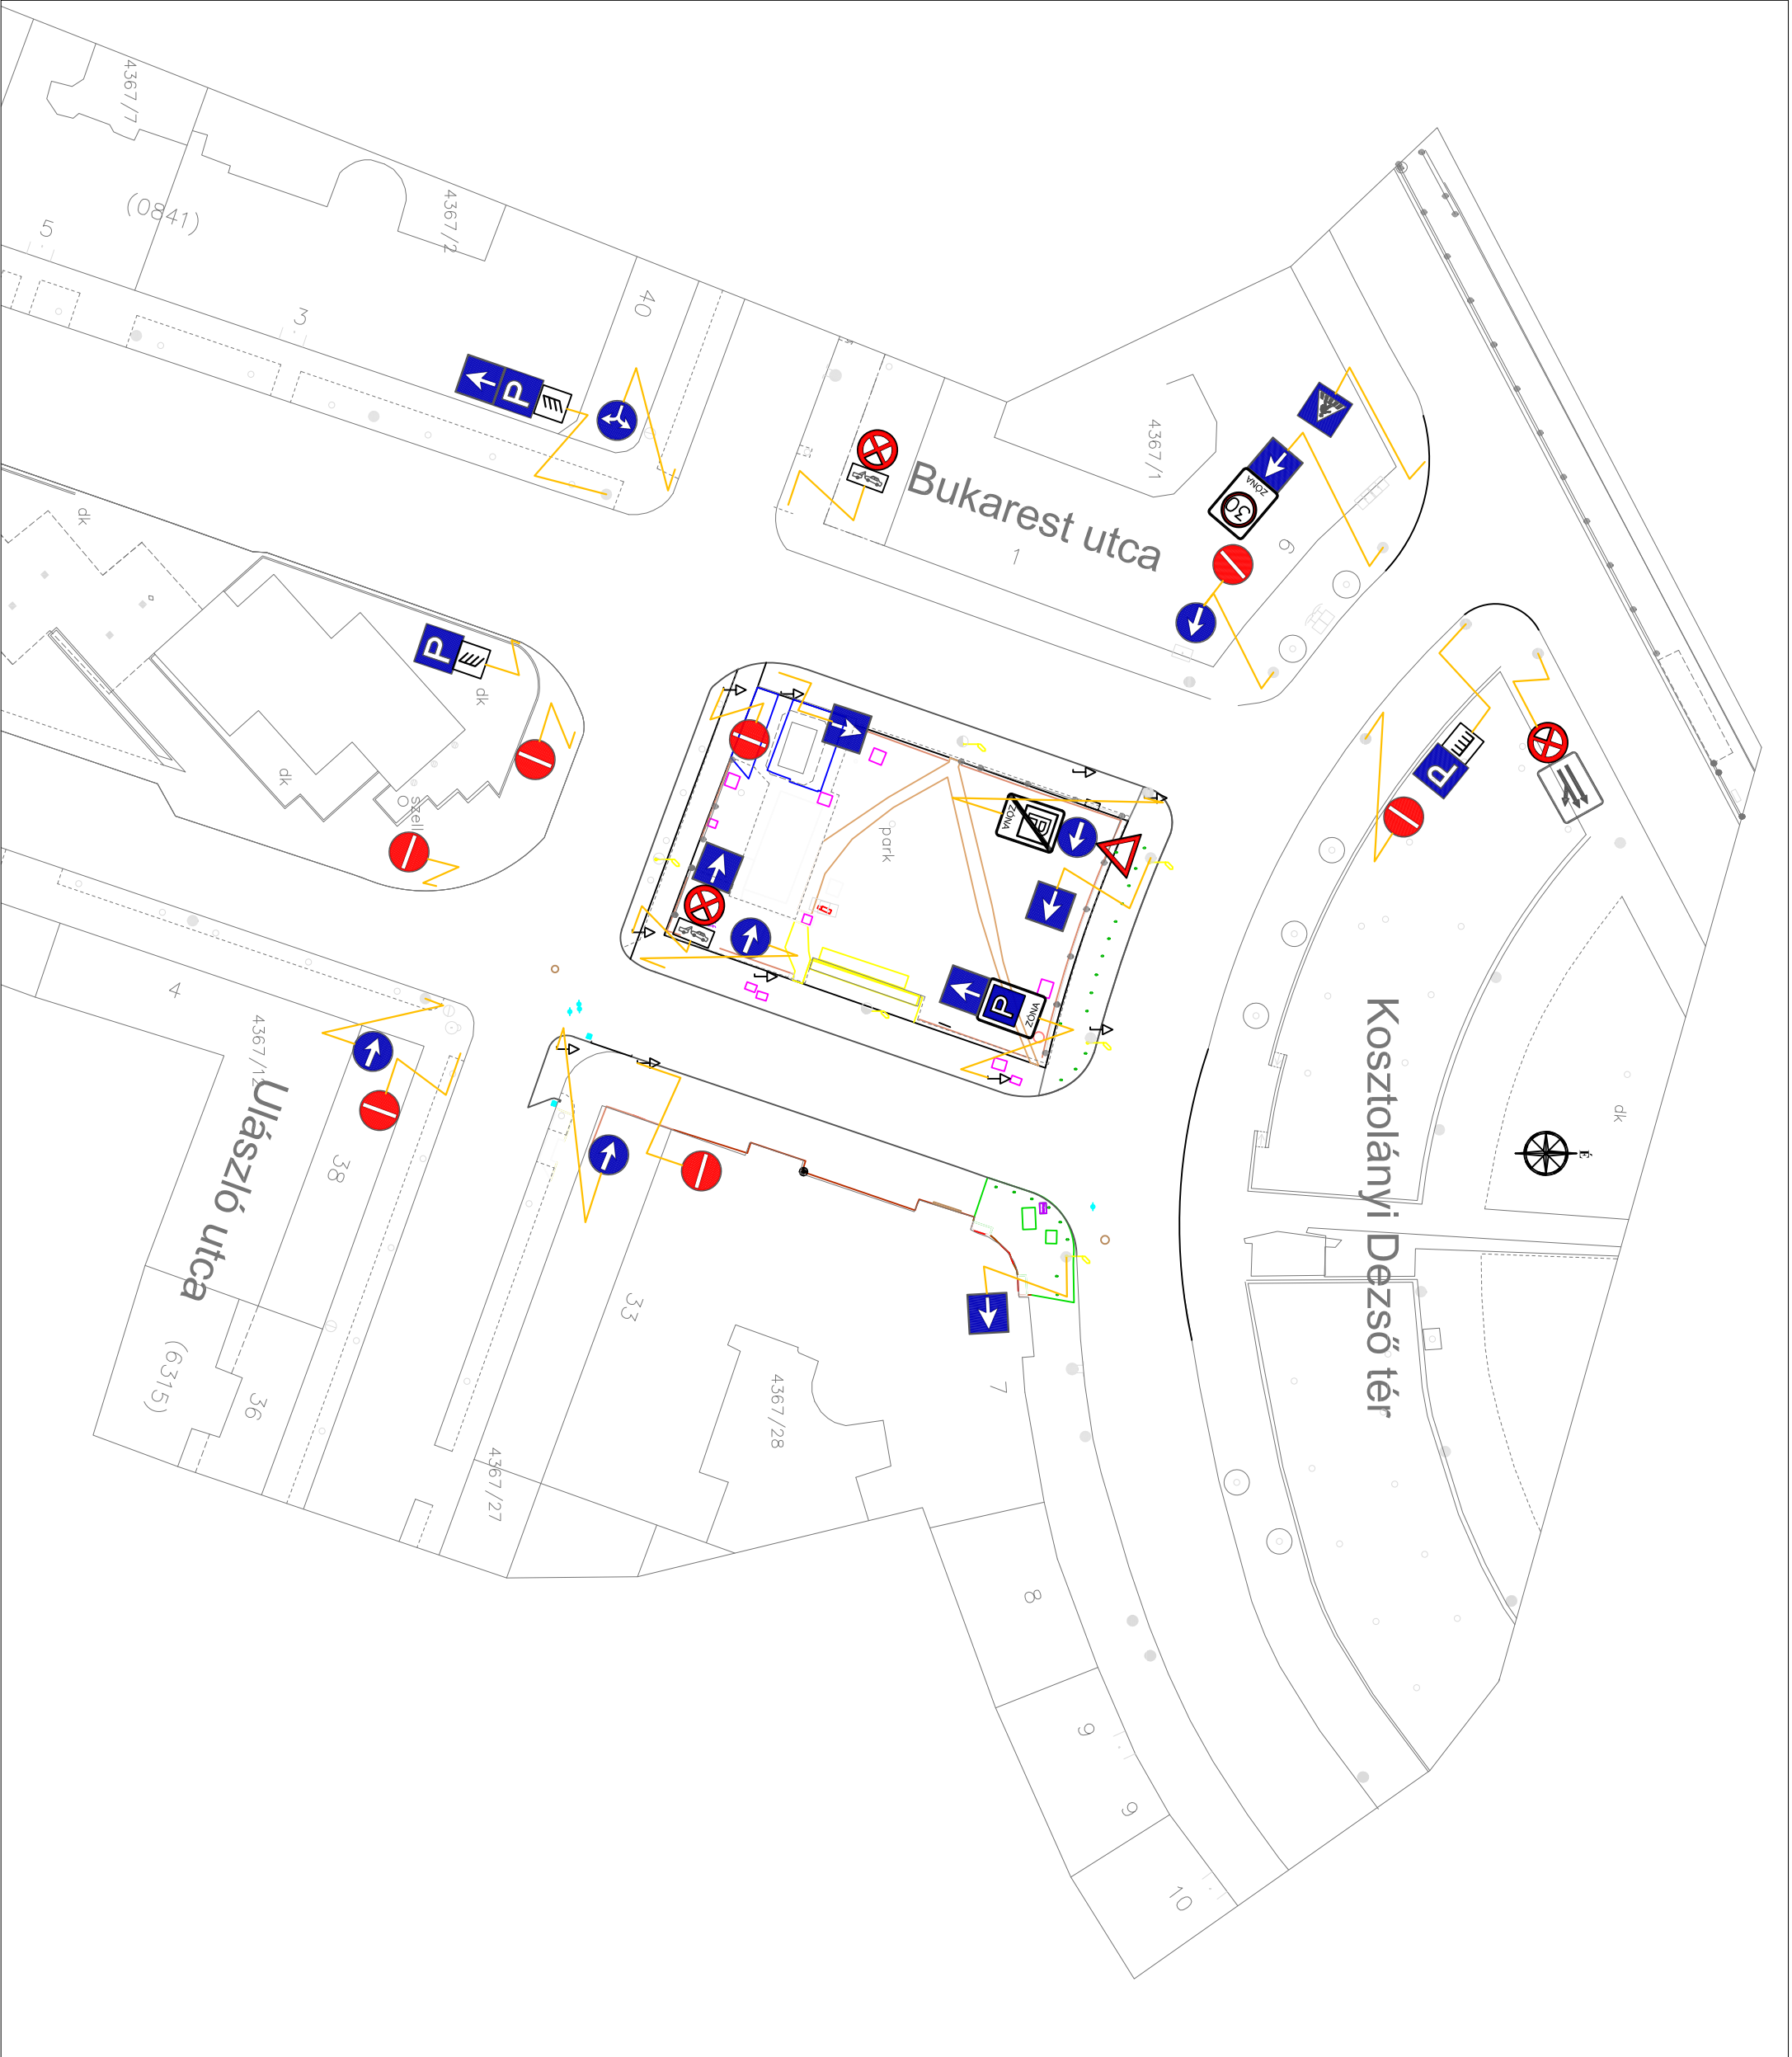 4367/7
(0841)
5
4367/2
3
40
P
Bukarest utca
4367/1
1
ZÓNA
30
6
dk
P
dk
dk
szell
park
ZÓNA
P
P
P
ZÓNA
Kosztolányi Dezső tér
dk
É
4
4367/12
Ulászló utca
38
(6315)
36
33
4367/28
4367/27
7
8
9
9
10